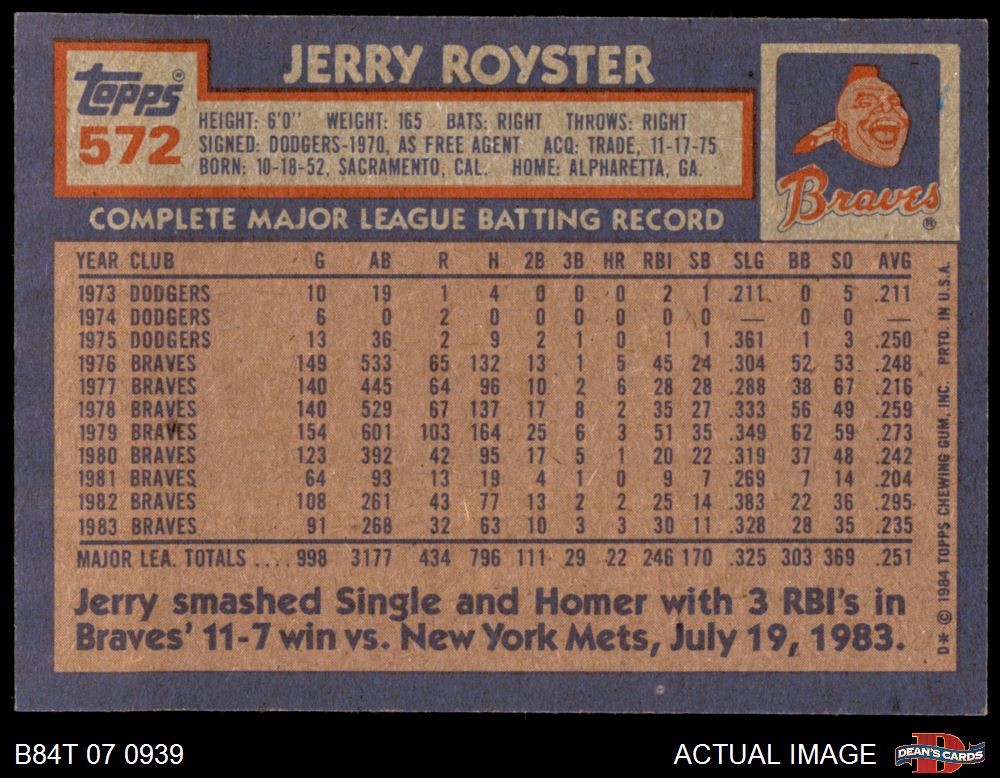 JERRY ROYSTER
Topps®
572
HEIGHT: 6'0" WEIGHT: 165 BATS: RIGHT THROWS: RIGHT
SIGNED: DODGERS-1970, AS FREE AGENT ACQ: TRADE, 11-17-75
BORN: 10-18-52, SACRAMENTO, CAL. HOME: ALPHARETTA, GA.
Braves®
COMPLETE MAJOR LEAGUE BATTING RECORD
YEAR CLUB G AB R H 2B 3B HR RBI SB SLG BB SO AVG
1973 DODGERS 10 19 1 4 0 0 0 2 1 .211 0 5 .211
1974 DODGERS 6 0 2 0 0 0 0 0 0 — 0 0 —
1975 DODGERS 13 36 2 9 2 1 0 1 1 .361 1 3 .250
1976 BRAVES 149 533 65 132 13 1 5 45 24 .304 52 53 .248
1977 BRAVES 140 445 64 96 10 2 6 28 28 .288 38 67 .216
1978 BRAVES 140 529 67 137 17 8 2 35 27 .333 56 49 .259
1979 BRAVES 154 601 103 164 25 6 3 51 35 .349 62 59 .273
1980 BRAVES 123 392 42 95 17 5 1 20 22 .319 37 48 .242
1981 BRAVES 64 93 13 19 4 1 0 9 7 .269 7 14 .204
1982 BRAVES 108 261 43 77 13 2 2 25 14 .383 22 36 .295
1983 BRAVES 91 268 32 63 10 3 3 30 11 .328 28 35 .235
MAJOR LEA. TOTALS .... 998 3177 434 796 111 29 22 246 170 .325 303 369 .251
Jerry smashed Single and Homer with 3 RBI's in
Braves' 11-7 win vs. New York Mets, July 19, 1983.
D* © 1984 TOPPS CHEWING GUM, INC. PRTD. IN U.S.A.
B84T 07 0939
ACTUAL IMAGE
DEAN'S CARDS